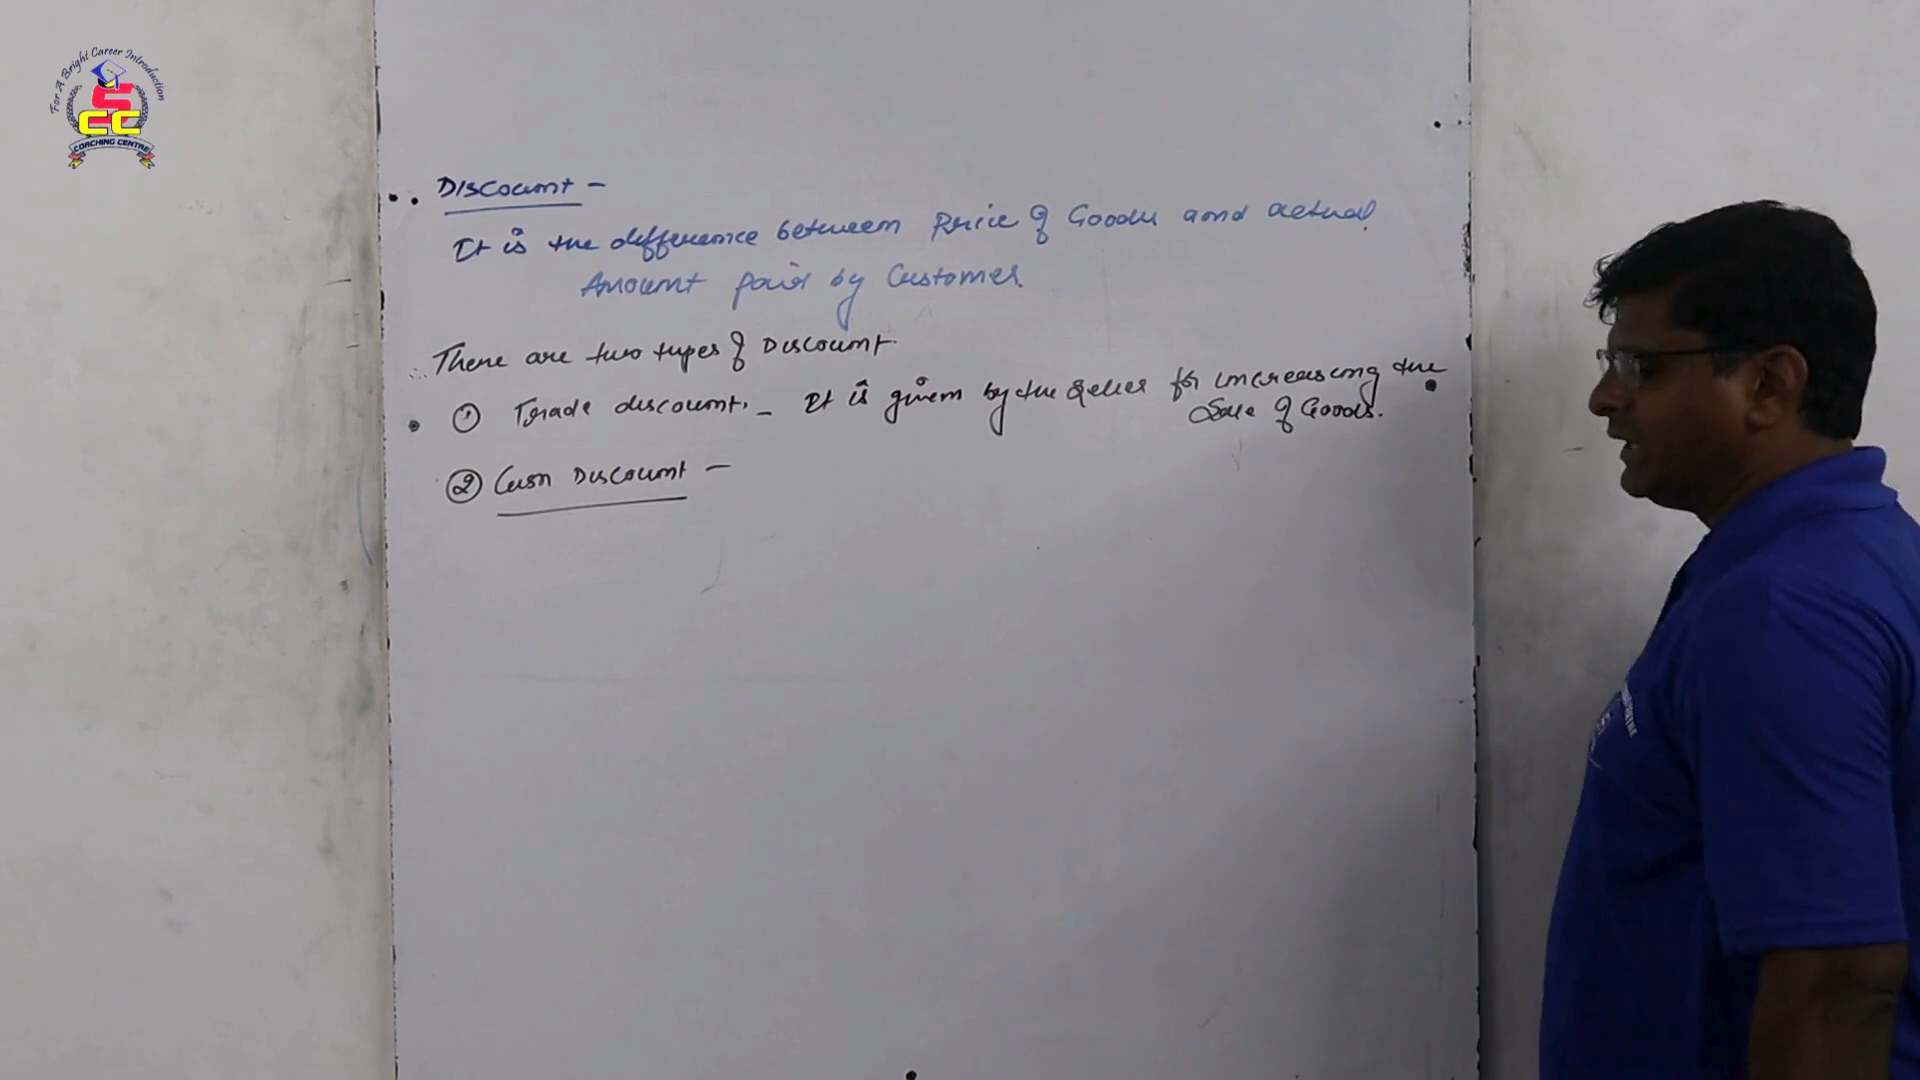 For A Bright Career Introduction
SCC
COACHING CENTRE
Discount -
It is the difference between Price of Goods and actual
Amount paid by Customer.
There are two types of Discount.
① Trade discount. - It is given by the seller for increasing the
Sale of Goods.
② Cash Discount -